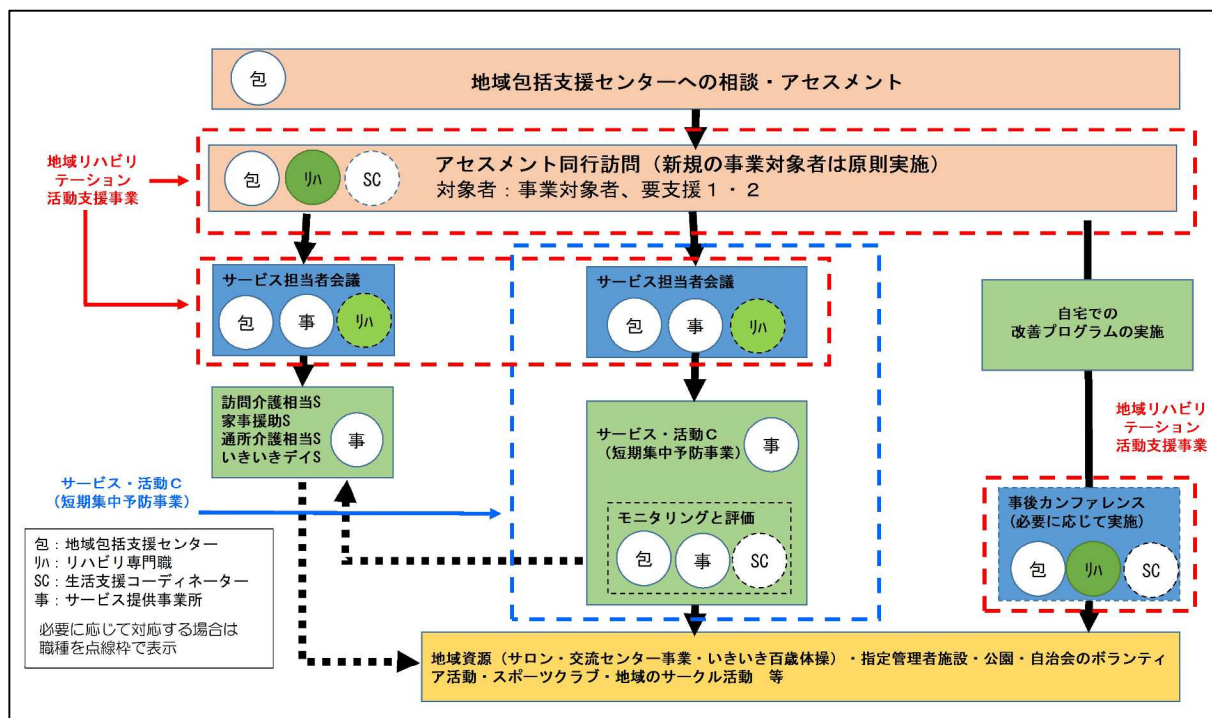 包
地域包括支援センターへの相談・アセスメント
地域リハビリ
テーション
活動支援事業
包
ﾘﾊ
SC
アセスメント同行訪問（新規の事業対象者は原則実施）
対象者：事業対象者、要支援１・２
サービス担当者会議
包
事
ﾘﾊ
サービス担当者会議
包
事
ﾘﾊ
自宅での
改善プログラムの実施
訪問介護相当S
家事援助S
通所介護相当S
いきいきデイS
事
サービス・活動C
（短期集中予防事業）
事
モニタリングと評価
包
事
SC
地域リハビリ
テーション
活動支援事業
サービス・活動C
（短期集中予防事業）
事後カンファレンス
（必要に応じて実施）
包
ﾘﾊ
SC
包：地域包括支援センター
ﾘﾊ：リハビリ専門職
SC：生活支援コーディネーター
事：サービス提供事業所
必要に応じて対応する場合は
職種を点線枠で表示
地域資源（サロン・交流センター事業・いきいき百歳体操）・指定管理者施設・公園・自治会のボランティ
ア活動・スポーツクラブ・地域のサークル活動　等